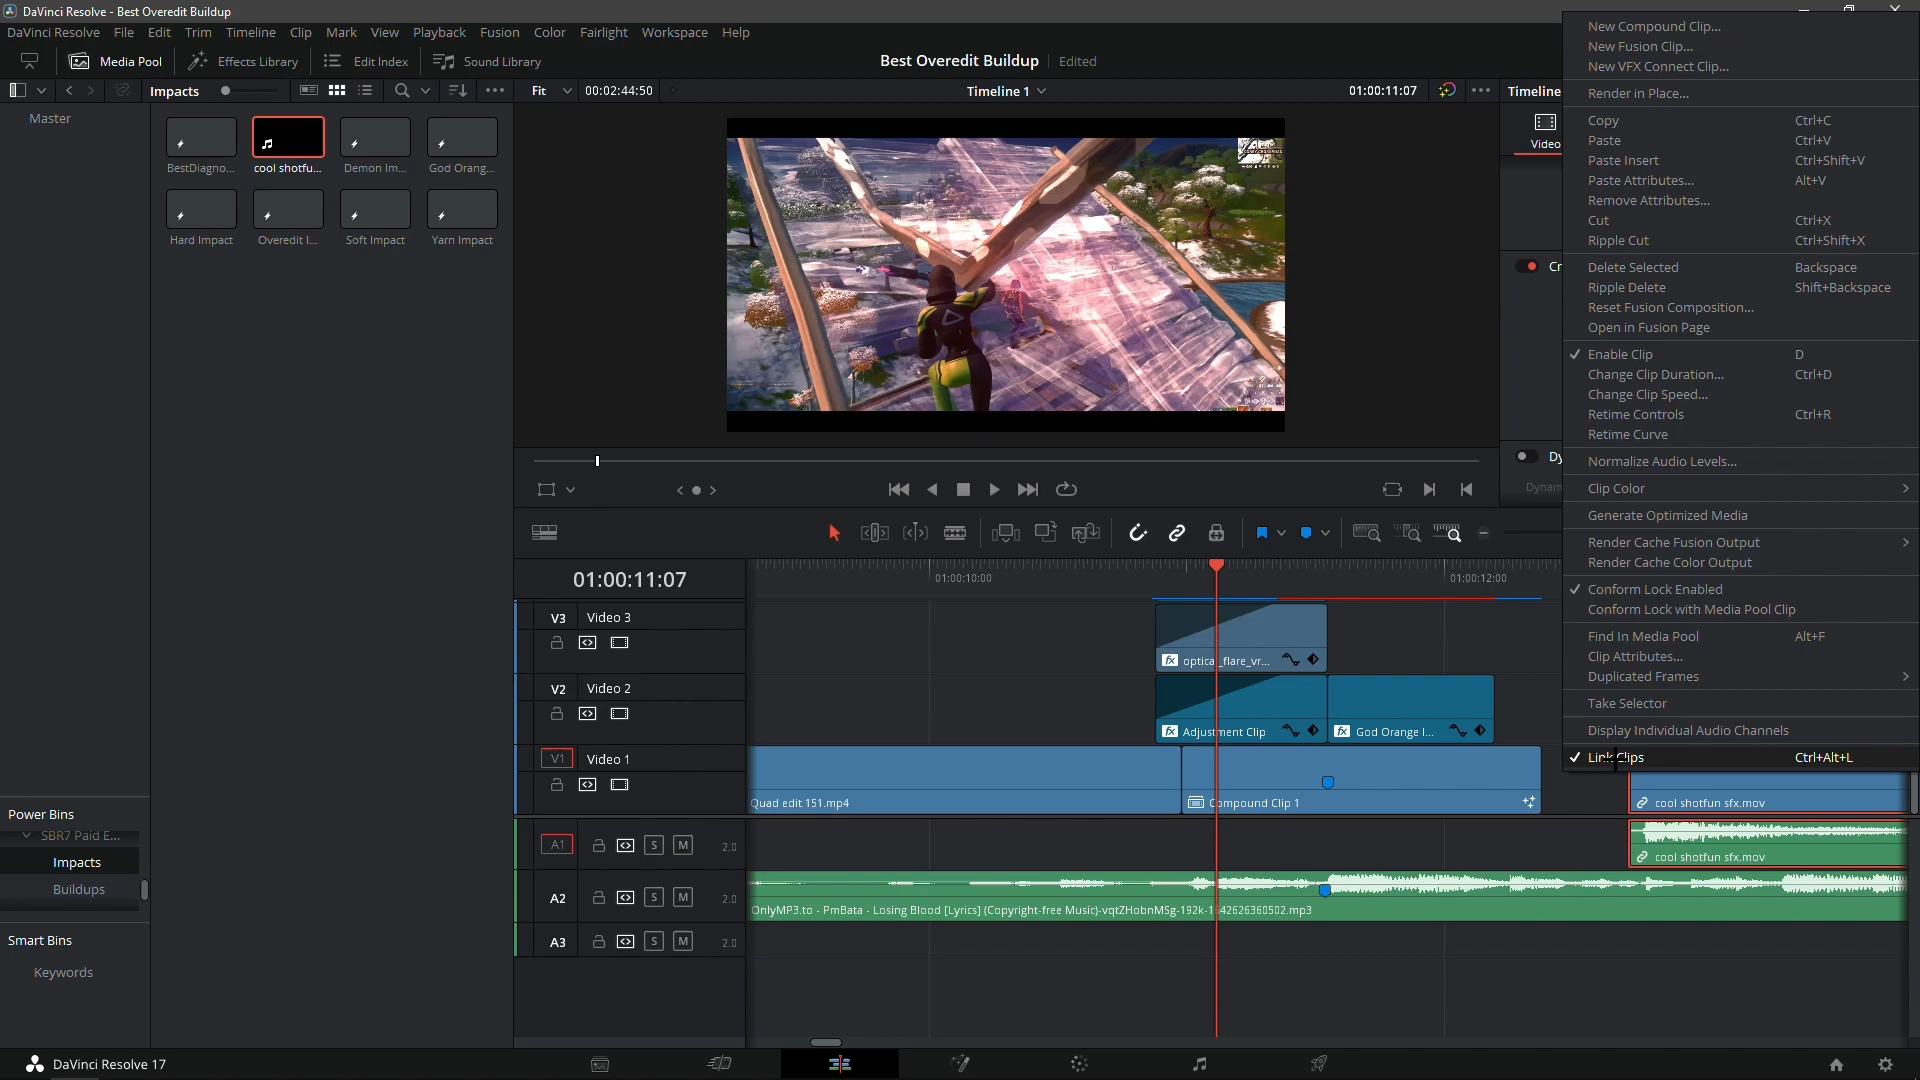 DaVinci Resolve - Best Overedit Buildup
DaVinci Resolve File Edit Trim Timeline Clip Mark View Playback Fusion Color Fairlight Workspace Help
Media Pool Effects Library Edit Index Sound Library
Best Overedit Buildup Edited
Impacts
Fit 00:02:44:50 Timeline 1 01:00:11:07 Timeline
Master
BestDiagno... cool shotfu... Demon Im... God Orang...
Hard Impact Overedit I... Soft Impact Yarn Impact
Video
Cr
Dy
Dynam
New Compound Clip...
New Fusion Clip...
New VFX Connect Clip...
Render in Place...
Copy Ctrl+C
Paste Ctrl+V
Paste Insert Ctrl+Shift+V
Paste Attributes... Alt+V
Remove Attributes...
Cut Ctrl+X
Ripple Cut Ctrl+Shift+X
Delete Selected Backspace
Ripple Delete Shift+Backspace
Reset Fusion Composition...
Open in Fusion Page
Enable Clip D
Change Clip Duration... Ctrl+D
Change Clip Speed...
Retime Controls Ctrl+R
Retime Curve
Normalize Audio Levels...
Clip Color
Generate Optimized Media
Render Cache Fusion Output
Render Cache Color Output
Conform Lock Enabled
Conform Lock with Media Pool Clip
Find In Media Pool Alt+F
Clip Attributes...
Duplicated Frames
Take Selector
Display Individual Audio Channels
Link Clips Ctrl+Alt+L
01:00:11:07
01:00:10:00 01:00:12:00
V3 Video 3
fx optical_flare_vr...
V2 Video 2
fx Adjustment Clip fx God Orange I...
V1 Video 1
Quad edit 151.mp4 Compound Clip 1 cool shotfun sfx.mov
A1 S M 2.0
cool shotfun sfx.mov
A2 S M 2.0
OnlyMP3.to - PmBata - Losing Blood [Lyrics] (Copyright-free Music)-vqtZHobnMSg-192k-1642626360502.mp3
A3 S M 2.0
Power Bins
SBR7 Paid E...
Impacts
Buildups
Smart Bins
Keywords
DaVinci Resolve 17